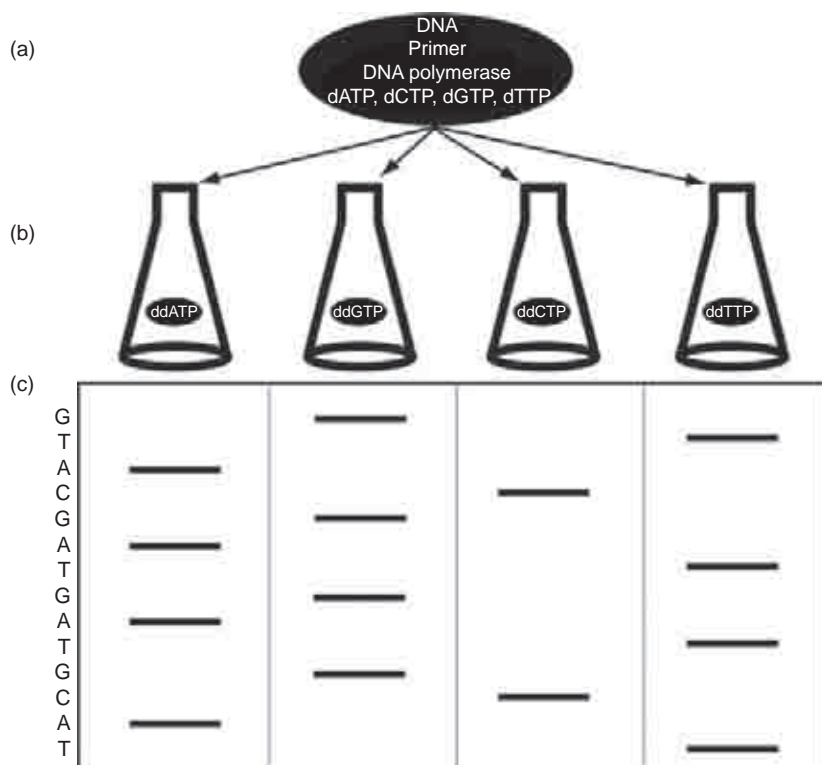 (a)
DNA
Primer
DNA polymerase
dATP, dCTP, dGTP, dTTP
(b)
ddATP ddGTP ddCTP ddTTP
(c)
G
T
A
C
G
A
T
G
A
T
G
C
A
T